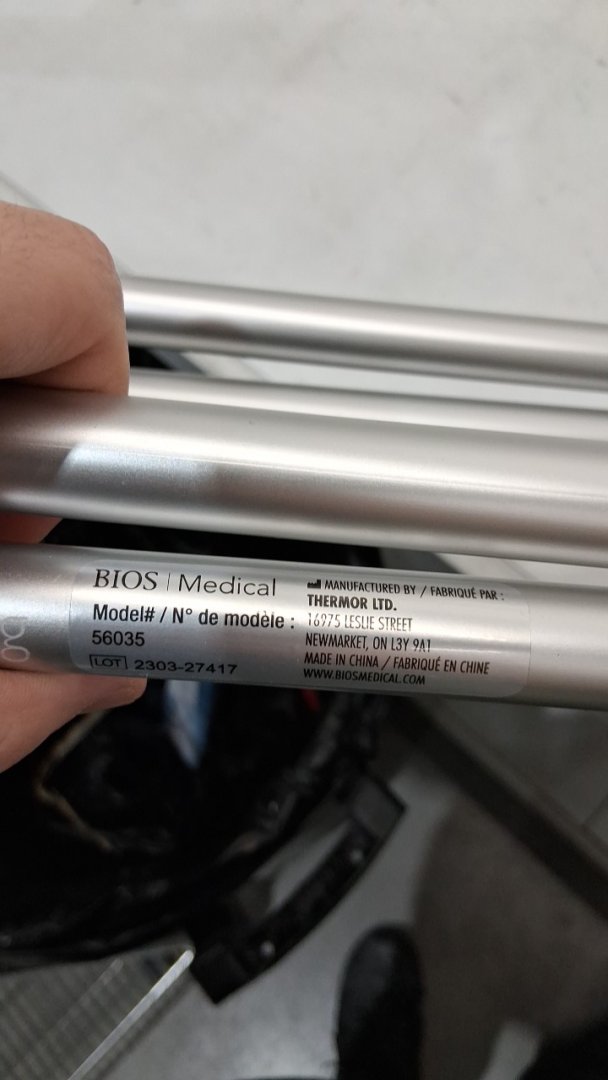 BIOS | Medical
Model# / N° de modèle :
56035
LOT 2303-27417
MANUFACTURED BY / FABRIQUÉ PAR :
THERMOR LTD.
16975 LESLIE STREET
NEWMARKET, ON L3Y 9A1
MADE IN CHINA / FABRIQUÉ EN CHINE
WWW.BIOSMEDICAL.COM